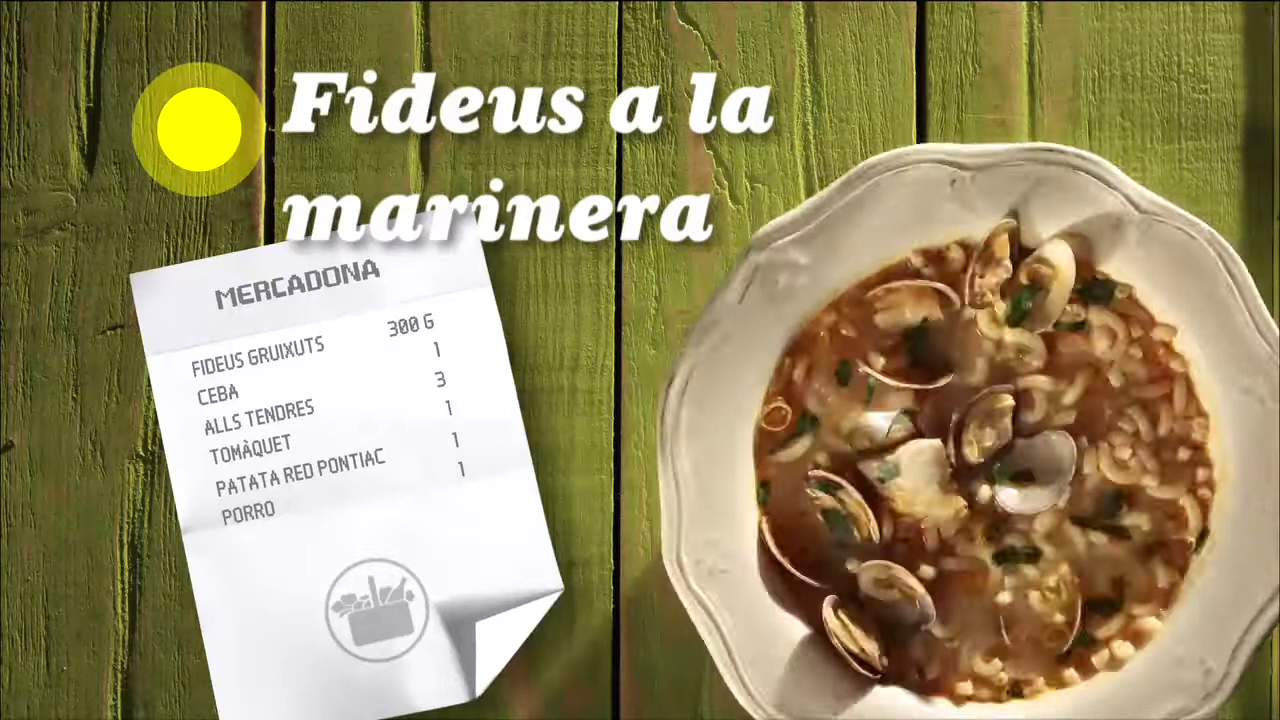 Fideus a la
marinera
MERCADONA
FIDEUS GRUIXUTS 300 G
CEBA 1
ALLS TENDRES 3
TOMÀQUET 1
PATATA RED PONTIAC 1
PORRO 1